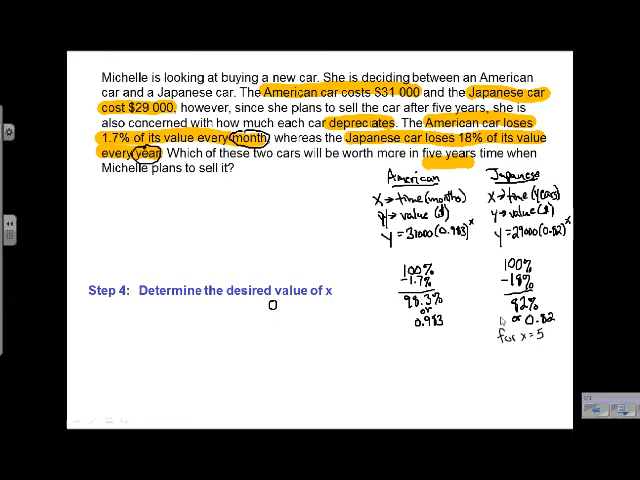 Michelle is looking at buying a new car. She is deciding between an American
car and a Japanese car. The American car costs $31 000 and the Japanese car
cost $29 000, however, since she plans to sell the car after five years, she is
also concerned with how much each car depreciates. The American car loses
1.7% of its value every month, whereas the Japanese car loses 18% of its value
every year. Which of these two cars will be worth more in five years time when
Michelle plans to sell it?
American
x→time(months)
y→value($)
y=31000(0.983)^x
100%
-1.7%
98.3%
or
0.983
Japanese
x→time(years)
y→value($)
y=29000(0.82)^x
100%
-18%
82%
or 0.82
for x=5
Step 4: Determine the desired value of x